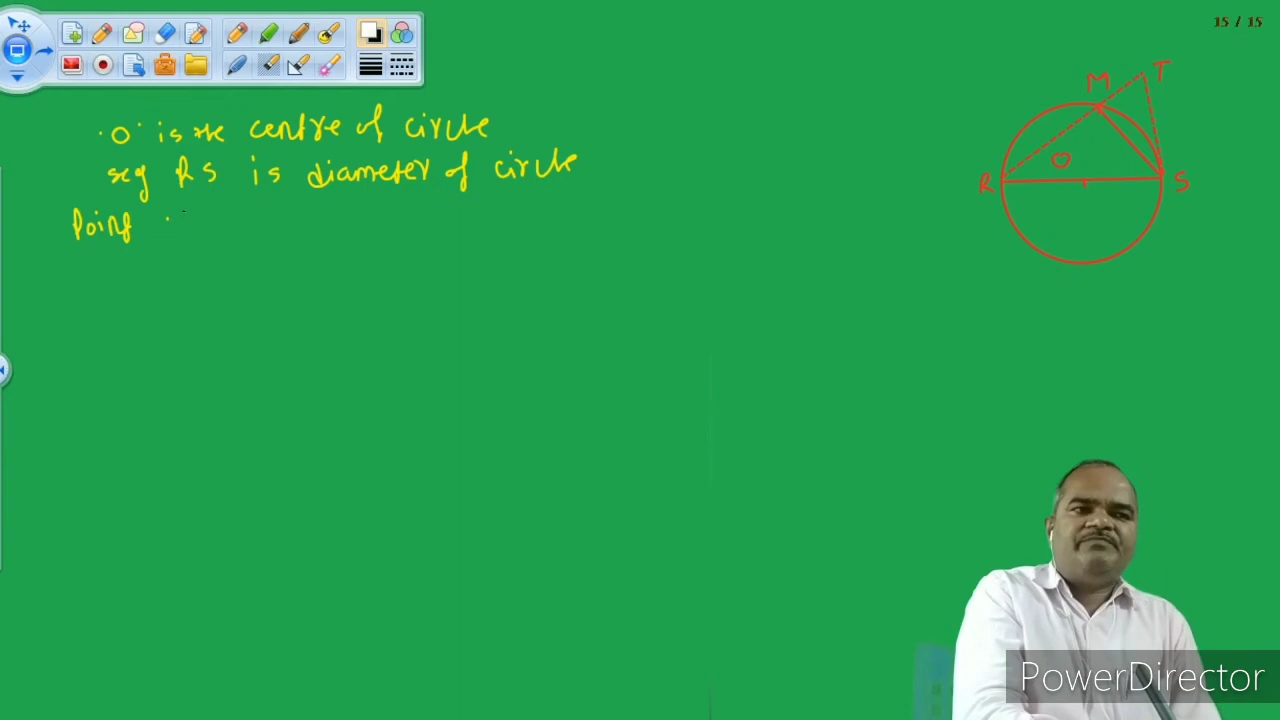 15 / 15
'O' is the centre of circle
seg RS is diameter of circle
Point '
M
T
O
R
S
PowerDirector